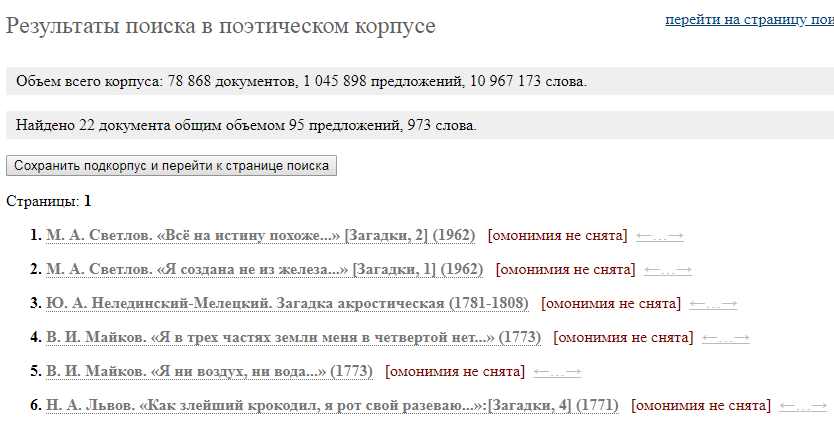 Результаты поиска в поэтическом корпусе
перейти на страницу
Объем всего корпуса: 78 868 документов, 1 045 898 предложений, 10 967 173 слова.
Найдено 22 документа общим объемом 95 предложений, 973 слова.
Сохранить подкорпус и перейти к странице поиска
Страницы: 1
1. М. А. Светлов. «Всё на истину похоже...» [Загадки, 2] (1962) [омонимия не снята] ←...→
2. М. А. Светлов. «Я создана не из железа...» [Загадки, 1] (1962) [омонимия не снята] ←...→
3. Ю. А. Нелединский-Мелецкий. Загадка акростическая (1781-1808) [омонимия не снята] ←...→
4. В. И. Майков. «Я в трех частях земли меня в четвертой нет...» (1773) [омонимия не снята] ←...→
5. В. И. Майков. «Я ни воздух, ни вода...» (1773) [омонимия не снята] ←...→
6. Н. А. Львов. «Как злейший крокодил, я рот свой разеваю...»:[Загадки, 4] (1771) [омонимия не снята] ←...→